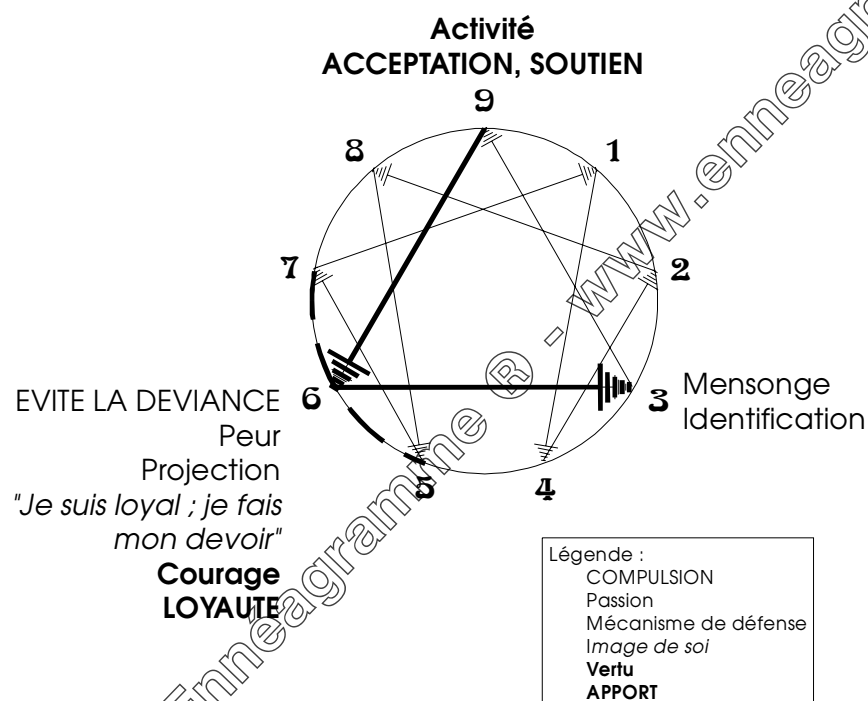 Activité
ACCEPTATION, SOUTIEN
9
8
1
7
2
6
3
5
4
EVITE LA DEVIANCE
Peur
Projection
"Je suis loyal ; je fais
mon devoir"
Courage
LOYAUTE
Mensonge
Identification
Légende :
COMPULSION
Passion
Mécanisme de défense
Image de soi
Vertu
APPORT
Ennéagramme ® - www.enneagr